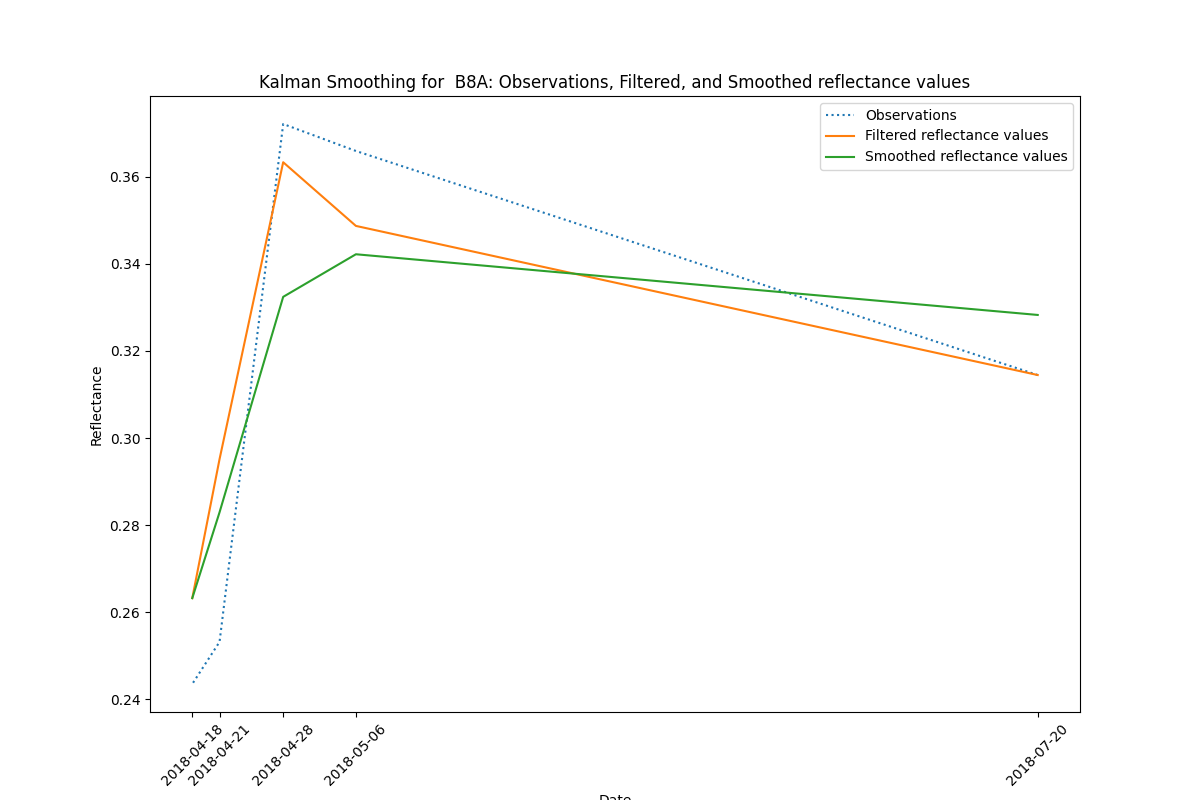 Kalman Smoothing for  B8A: Observations, Filtered, and Smoothed reflectance values
Observations
Filtered reflectance values
Smoothed reflectance values
0.36
0.34
0.32
0.30
0.28
0.26
0.24
Reflectance
2018-04-18
2018-04-21
2018-04-28
2018-05-06
2018-07-20
Date